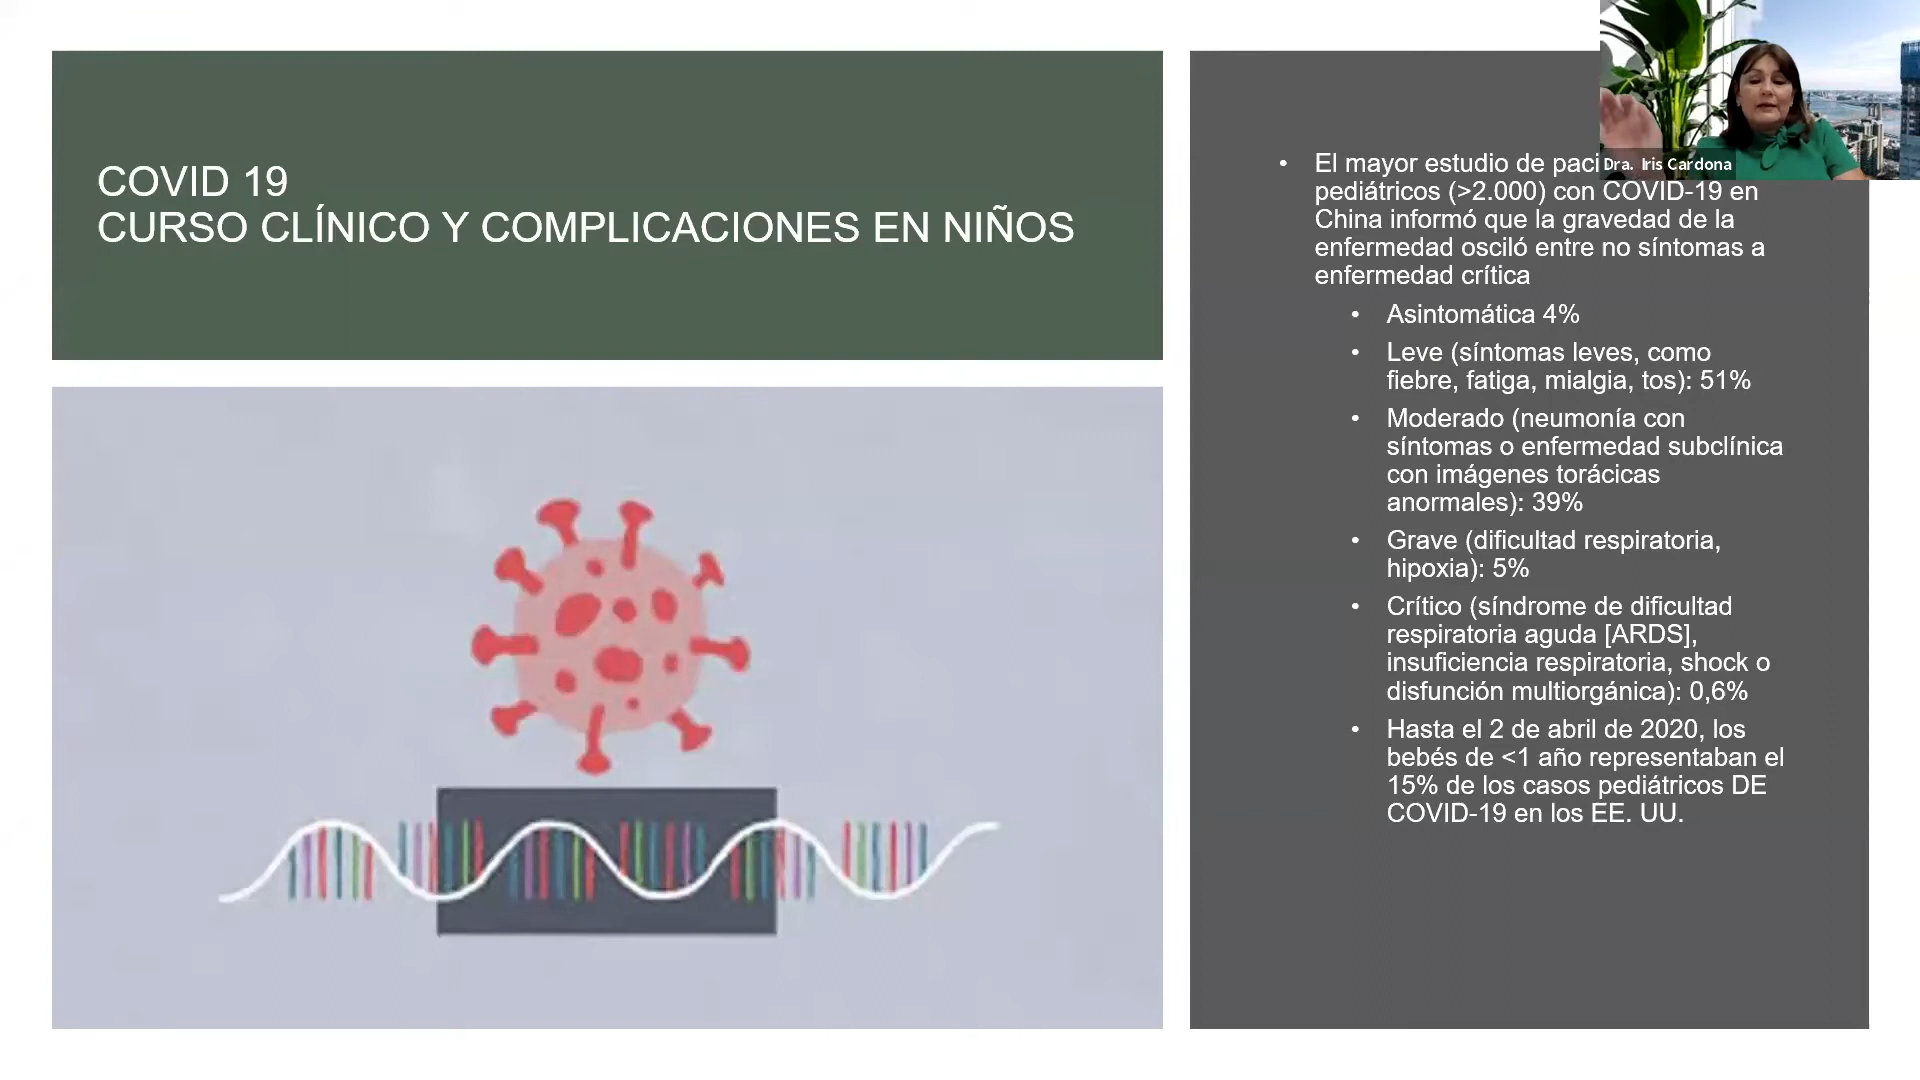 COVID 19
CURSO CLÍNICO Y COMPLICACIONES EN NIÑOS
• El mayor estudio de
pediátricos (>2.000) con COVID-19 en
China informó que la gravedad de la
enfermedad osciló entre no síntomas a
enfermedad crítica
• Asintomática 4%
• Leve (síntomas leves, como
fiebre, fatiga, mialgia, tos): 51%
• Moderado (neumonía con
síntomas o enfermedad subclínica
con imágenes torácicas
anormales): 39%
• Grave (dificultad respiratoria,
hipoxia): 5%
• Crítico (síndrome de dificultad
respiratoria aguda [ARDS],
insuficiencia respiratoria, shock o
disfunción multiorgánica): 0,6%
• Hasta el 2 de abril de 2020, los
bebés de <1 año representaban el
15% de los casos pediátricos DE
COVID-19 en los EE. UU.
Dra. Iris Cardona